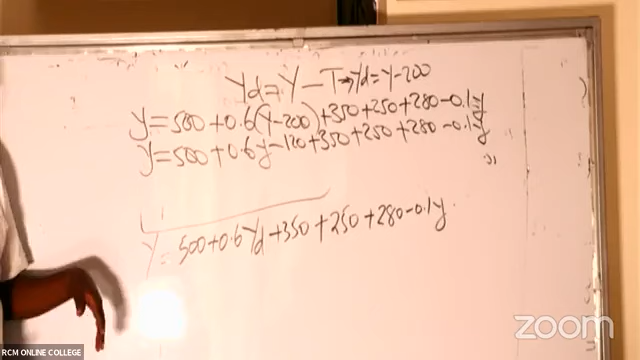 Yd = Y - T → Yd = Y-200
y = 500 + 0.6(Y-200) + 350 + 250 + 280 - 0.1y
y = 500 + 0.6y - 120 + 350 + 250 + 280 - 0.1y
Y = 500 + 0.6Yd + 350 + 250 + 280 - 0.1y
zoom
RCM ONLINE COLLEGE